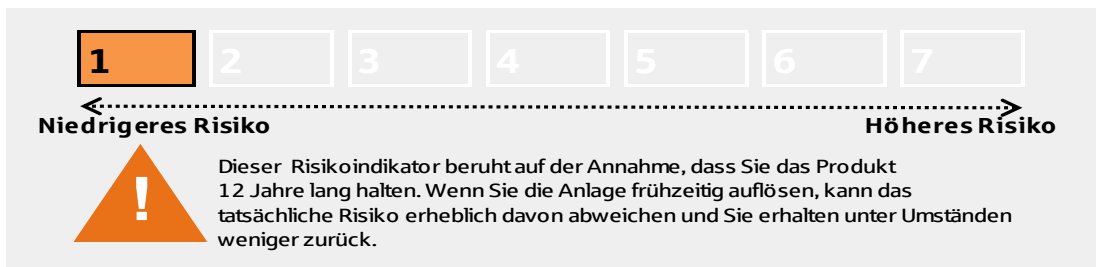 1 2 3 4 5 6 7
Niedrigeres Risiko Höheres Risiko
! Dieser Risikoindikator beruht auf der Annahme, dass Sie das Produkt
12 Jahre lang halten. Wenn Sie die Anlage frühzeitig auflösen, kann das
tatsächliche Risiko erheblich davon abweichen und Sie erhalten unter Umständen
weniger zurück.